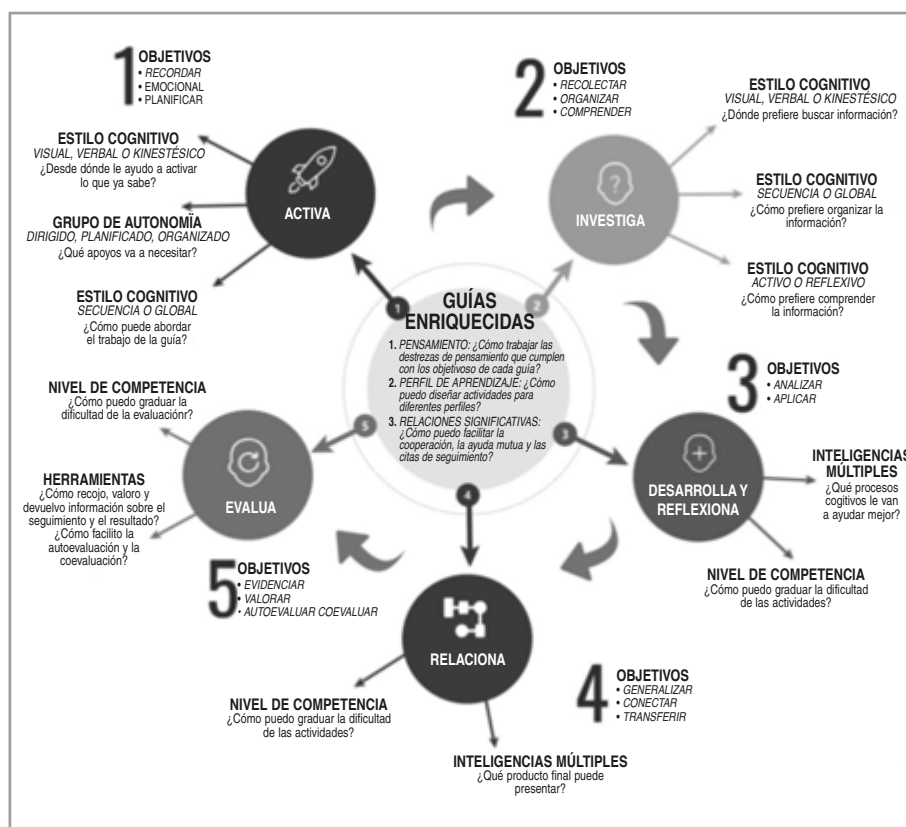 1
OBJETIVOS
• RECORDAR
• EMOCIONAL
• PLANIFICAR
ESTILO COGNITIVO
VISUAL, VERBAL O KINESTÉSICO
¿Desde dónde le ayudo a activar
lo que ya sabe?
GRUPO DE AUTONOMÏA
DIRIGIDO, PLANIFICADO, ORGANIZADO
¿Qué apoyos va a necesitar?
ESTILO COGNITIVO
SECUENCIA O GLOBAL
¿Cómo puede abordar
el trabajo de la guía?
ACTIVA
2
OBJETIVOS
• RECOLECTAR
• ORGANIZAR
• COMPRENDER
ESTILO COGNITIVO
VISUAL, VERBAL O KINESTÉSICO
¿Dónde prefiere buscar información?
ESTILO COGNITIVO
SECUENCIA O GLOBAL
¿Cómo prefiere organizar la
información?
ESTILO COGNITIVO
ACTIVO O REFLEXIVO
¿Cómo prefiere comprender
la información?
?
INVESTIGA
1
2
3
4
5
GUÍAS
ENRIQUECIDAS
1. PENSAMIENTO: ¿Cómo trabajar las
destrezas de pensamiento que cumplen
con los objetivoso de cada guía?
2. PERFIL DE APRENDIZAJE: ¿Cómo
puedo diseñar actividades para
diferentes perfiles?
3. RELACIONES SIGNIFICATIVAS:
¿Cómo puedo facilitar la
cooperación, la ayuda mutua y las
citas de seguimiento?
3
OBJETIVOS
• ANALIZAR
• APLICAR
INTELIGENCIAS
MÚLTIPLES
¿Qué procesos
cogitivos le van
a ayudar mejor?
NIVEL DE COMPETENCIA
¿Cómo puedo graduar la dificultad
de las actividades?
DESARROLLA Y
REFLEXIONA
4
OBJETIVOS
• GENERALIZAR
• CONECTAR
• TRANSFERIR
NIVEL DE COMPETENCIA
¿Cómo puedo graduar la dificultad
de las actividades?
INTELIGENCIAS MÚLTIPLES
¿Qué producto final puede
presentar?
RELACIONA
5
OBJETIVOS
• EVIDENCIAR
• VALORAR
• AUTOEVALUAR COEVALUAR
NIVEL DE COMPETENCIA
¿Cómo puedo graduar la
dificultad de la evaluaciónr?
HERRAMIENTAS
¿Cómo recojo, valoro y
devuelvo información sobre el
seguimiento y el resultado?
¿Cómo facilito la
autoevaluación y la
coevaluación?
EVALUA